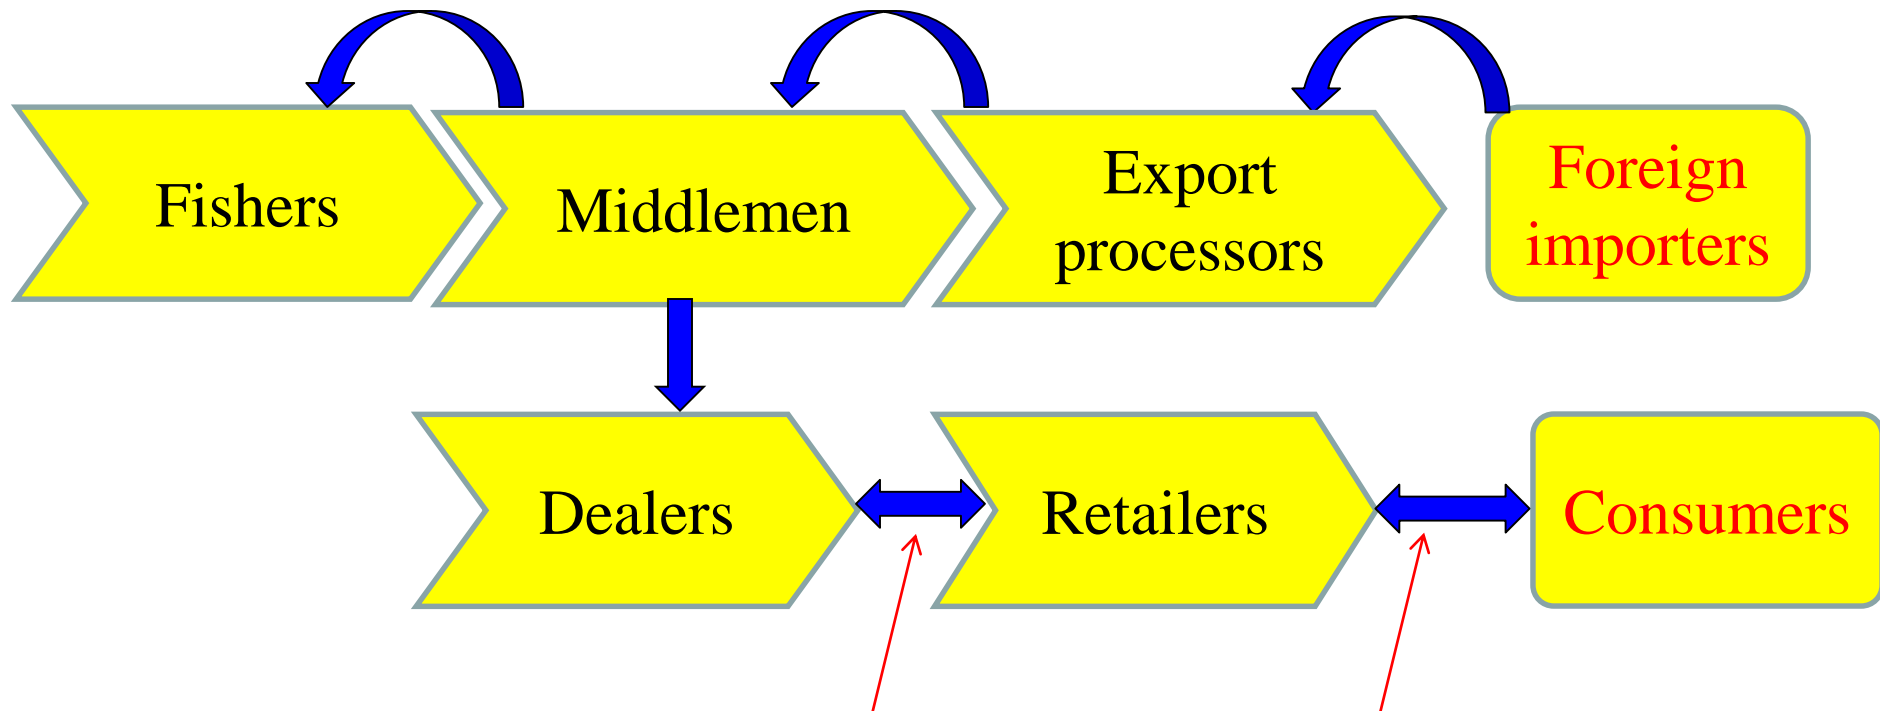 Fishers
Middlemen
Export
processors
Foreign
importers
Dealers
Retailers
Consumers